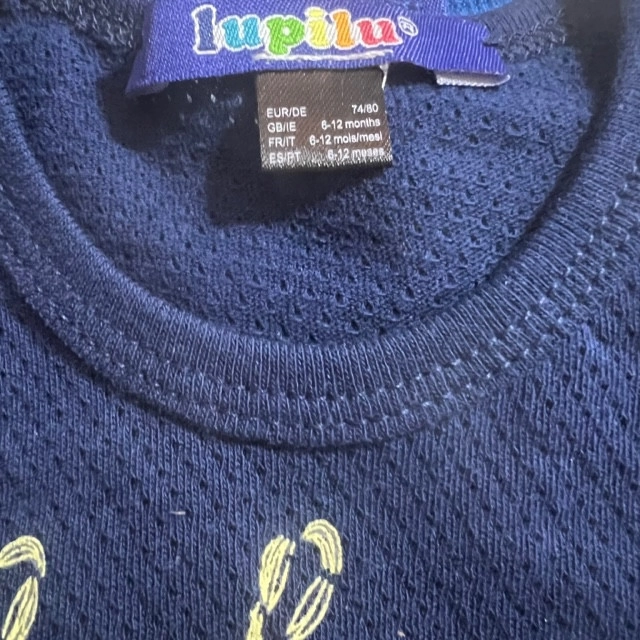 lupilu®
EUR/DE 74/80
GB/IE 6-12 months
FR/IT 6-12 mois/mesi
ES/PT 6-12 meses